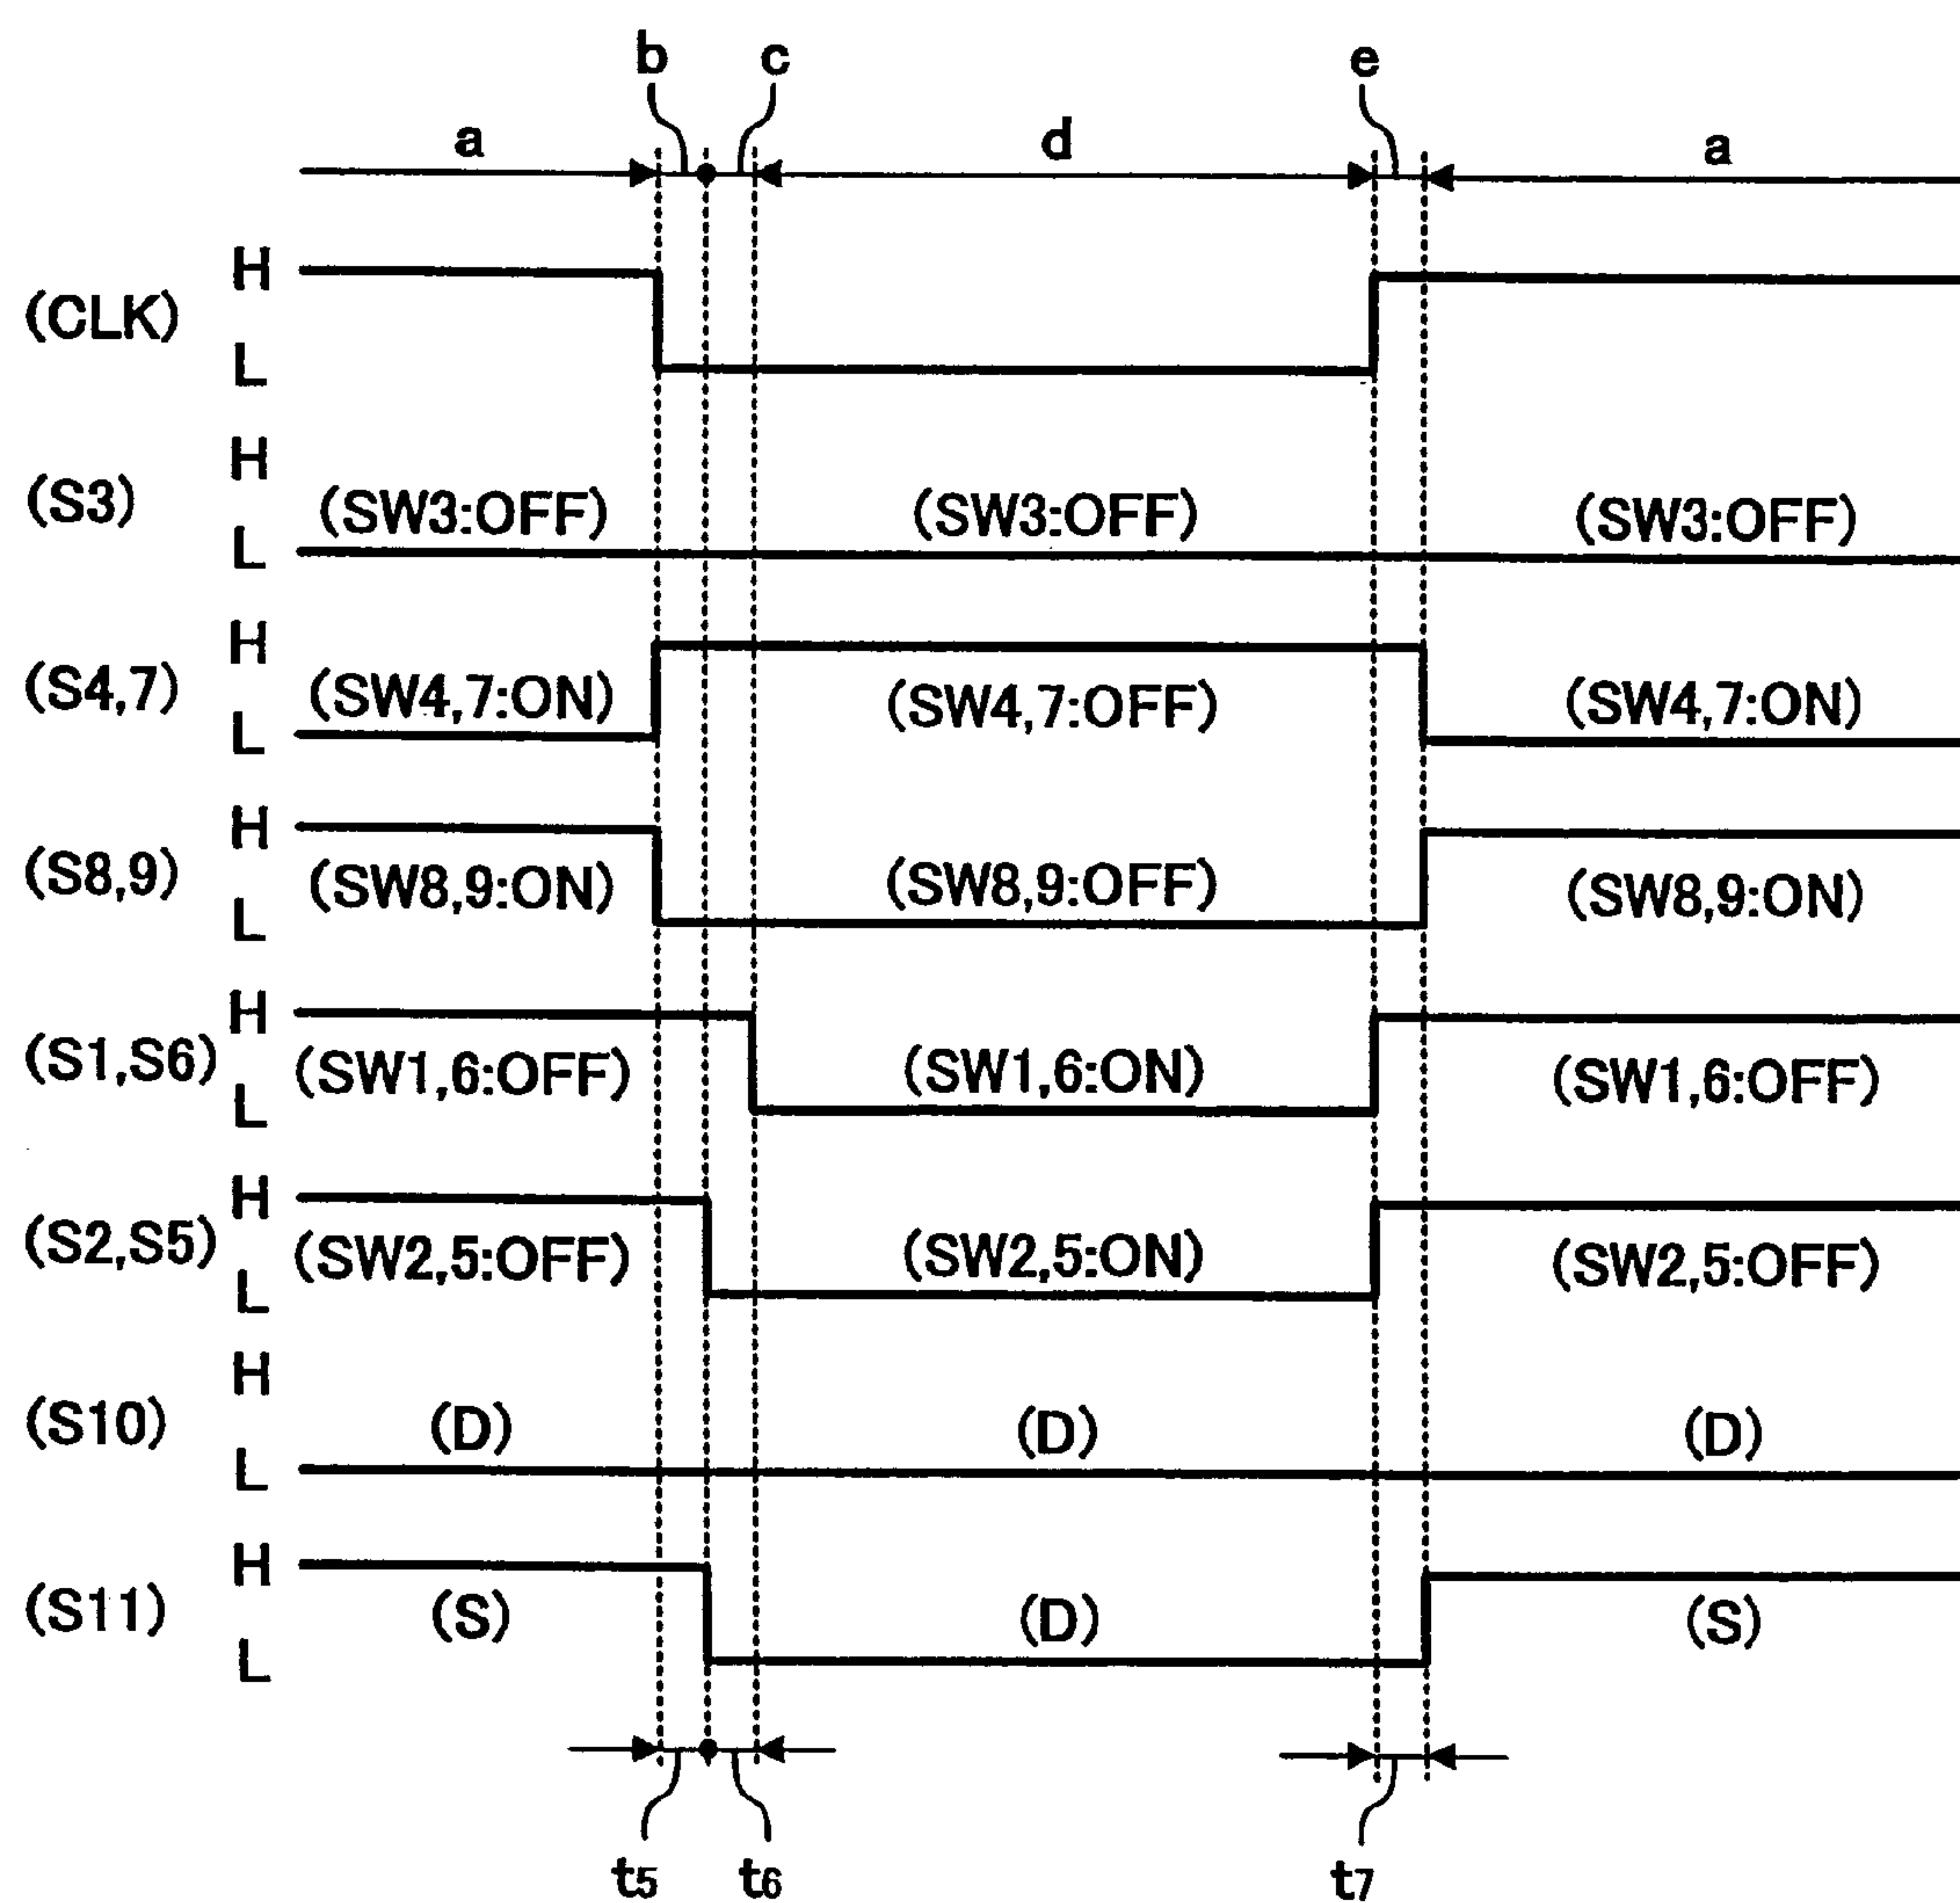 b c e
a d a
(CLK) H
L
(S3) H
L (SW3:OFF) (SW3:OFF) (SW3:OFF)
(S4,7) H
L (SW4,7:ON) (SW4,7:OFF) (SW4,7:ON)
(S8,9) H
L (SW8,9:ON) (SW8,9:OFF) (SW8,9:ON)
(S1,S6) H
L (SW1,6:OFF) (SW1,6:ON) (SW1,6:OFF)
(S2,S5) H
L (SW2,5:OFF) (SW2,5:ON) (SW2,5:OFF)
(S10) H
L (D) (D) (D)
(S11) H
L (S) (D) (S)
t5 t6 t7